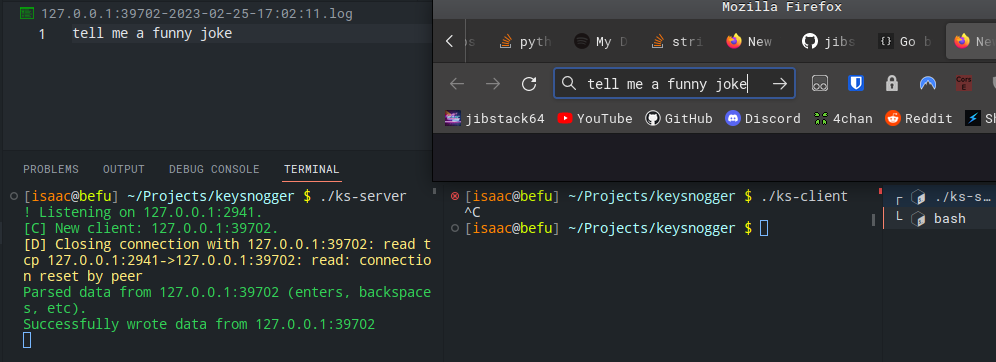 127.0.0.1:39702-2023-02-25-17:02:11.log
1 tell me a funny joke
Mozilla Firefox
pyth
My D
stri
New
jibs
Go b
Ne
tell me a funny joke
Cors
E
jibstack64 YouTube GitHub Discord 4chan Reddit Sh
PROBLEMS OUTPUT DEBUG CONSOLE TERMINAL
[isaac@befu] ~/Projects/keysnogger $ ./ks-server
! Listening on 127.0.0.1:2941.
[C] New client: 127.0.0.1:39702.
[D] Closing connection with 127.0.0.1:39702: read t
cp 127.0.0.1:2941->127.0.0.1:39702: read: connectio
n reset by peer
Parsed data from 127.0.0.1:39702 (enters, backspace
s, etc).
Successfully wrote data from 127.0.0.1:39702
[isaac@befu] ~/Projects/keysnogger $ ./ks-client
^C
[isaac@befu] ~/Projects/keysnogger $
./ks-s...
bash